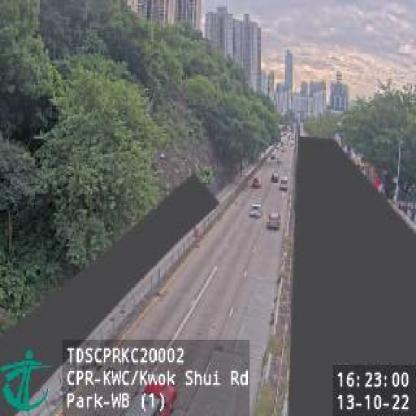 TDSCPRKC20002
CPR-KWC/Kwok Shui Rd
Park-WB (1)
16:23:00
13-10-22